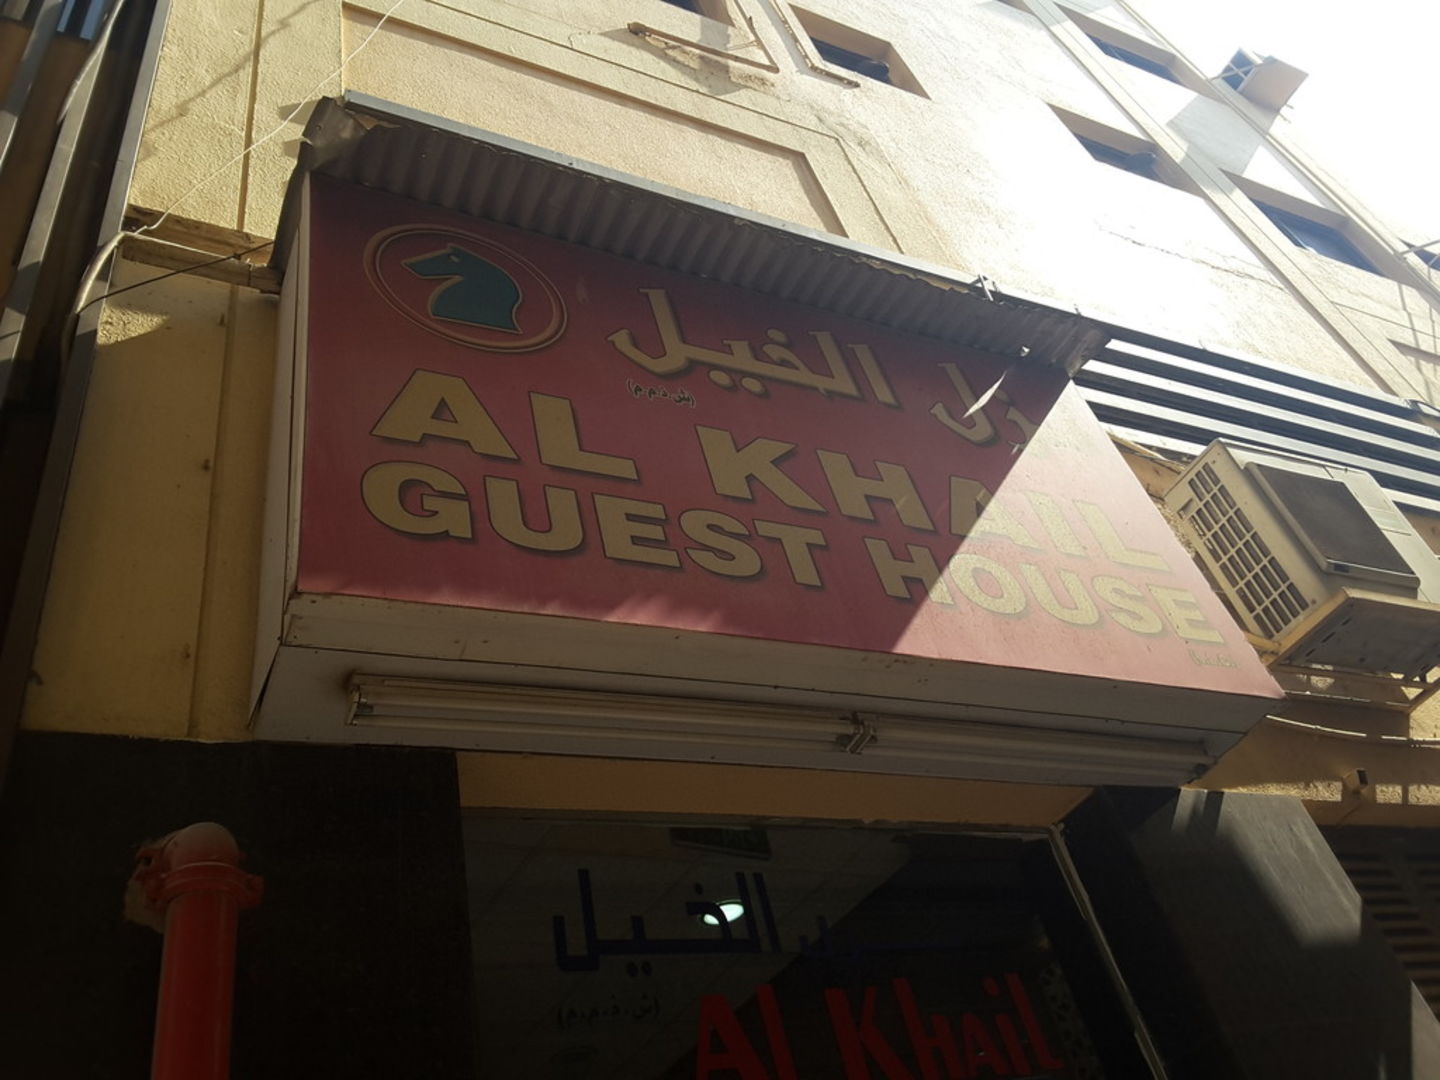 نزل الخيل
(ش.ذ.م.م)
AL KHAIL
GUEST HOUSE
الخيل
(ش.ذ.م.م)
Al Khail